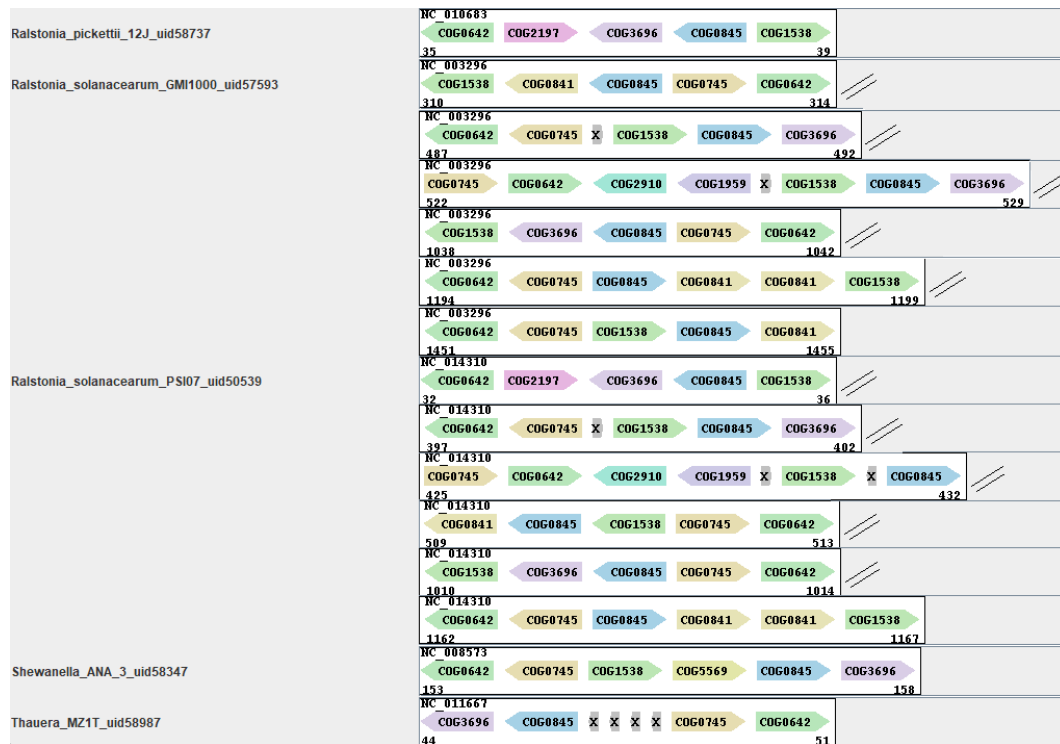 NC_010683
Ralstonia_pickettii_12J_uid58737
COG0642 COG2197 COG3696 COG0845 COG1538
35 39
NC_003296
Ralstonia_solanacearum_GMI1000_uid57593
COG1538 COG0841 COG0845 COG0745 COG0642
310 314
NC_003296
COG0642 COG0745 X COG1538 COG0845 COG3696
487 492
NC_003296
COG0745 COG0642 COG2910 COG1959 X COG1538 COG0845 COG3696
522 529
NC_003296
COG1538 COG3696 COG0845 COG0745 COG0642
1038 1042
NC_003296
COG0642 COG0745 COG0845 COG0841 COG0841 COG1538
1194 1199
NC_003296
COG0642 COG0745 COG1538 COG0845 COG0841
1451 1455
NC_014310
Ralstonia_solanacearum_PSI07_uid50539
COG0642 COG2197 COG3696 COG0845 COG1538
32 36
NC_014310
COG0642 COG0745 X COG1538 COG0845 COG3696
397 402
NC_014310
COG0745 COG0642 COG2910 COG1959 X COG1538 X COG0845
425 432
NC_014310
COG0841 COG0845 COG1538 COG0745 COG0642
509 513
NC_014310
COG1538 COG3696 COG0845 COG0745 COG0642
1010 1014
NC_014310
COG0642 COG0745 COG0845 COG0841 COG0841 COG1538
1162 1167
NC_008573
Shewanella_ANA_3_uid58347
COG0642 COG0745 COG1538 COG5569 COG0845 COG3696
153 158
NC_011667
Thauera_MZ1T_uid58987
COG3696 COG0845 X X X X COG0745 COG0642
44 51